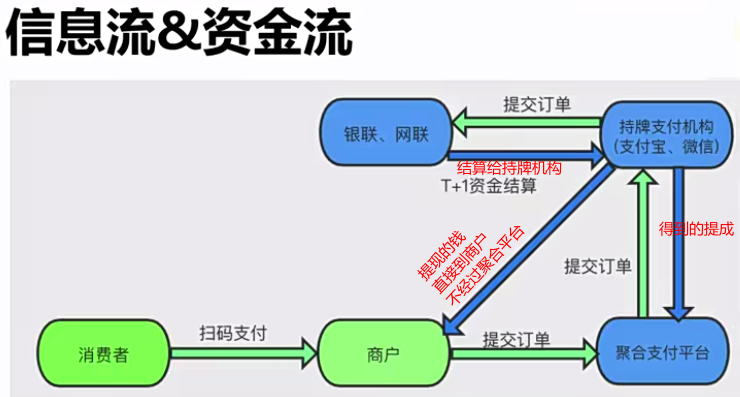 信息流&资金流
提交订单
银联、网联
持牌支付机构
(支付宝、微信)
结算给持牌机构
T+1资金结算
提现的钱
直接到商户
不经过聚合平台
得到的提成
提交订单
扫码支付
提交订单
消费者
商户
聚合支付平台